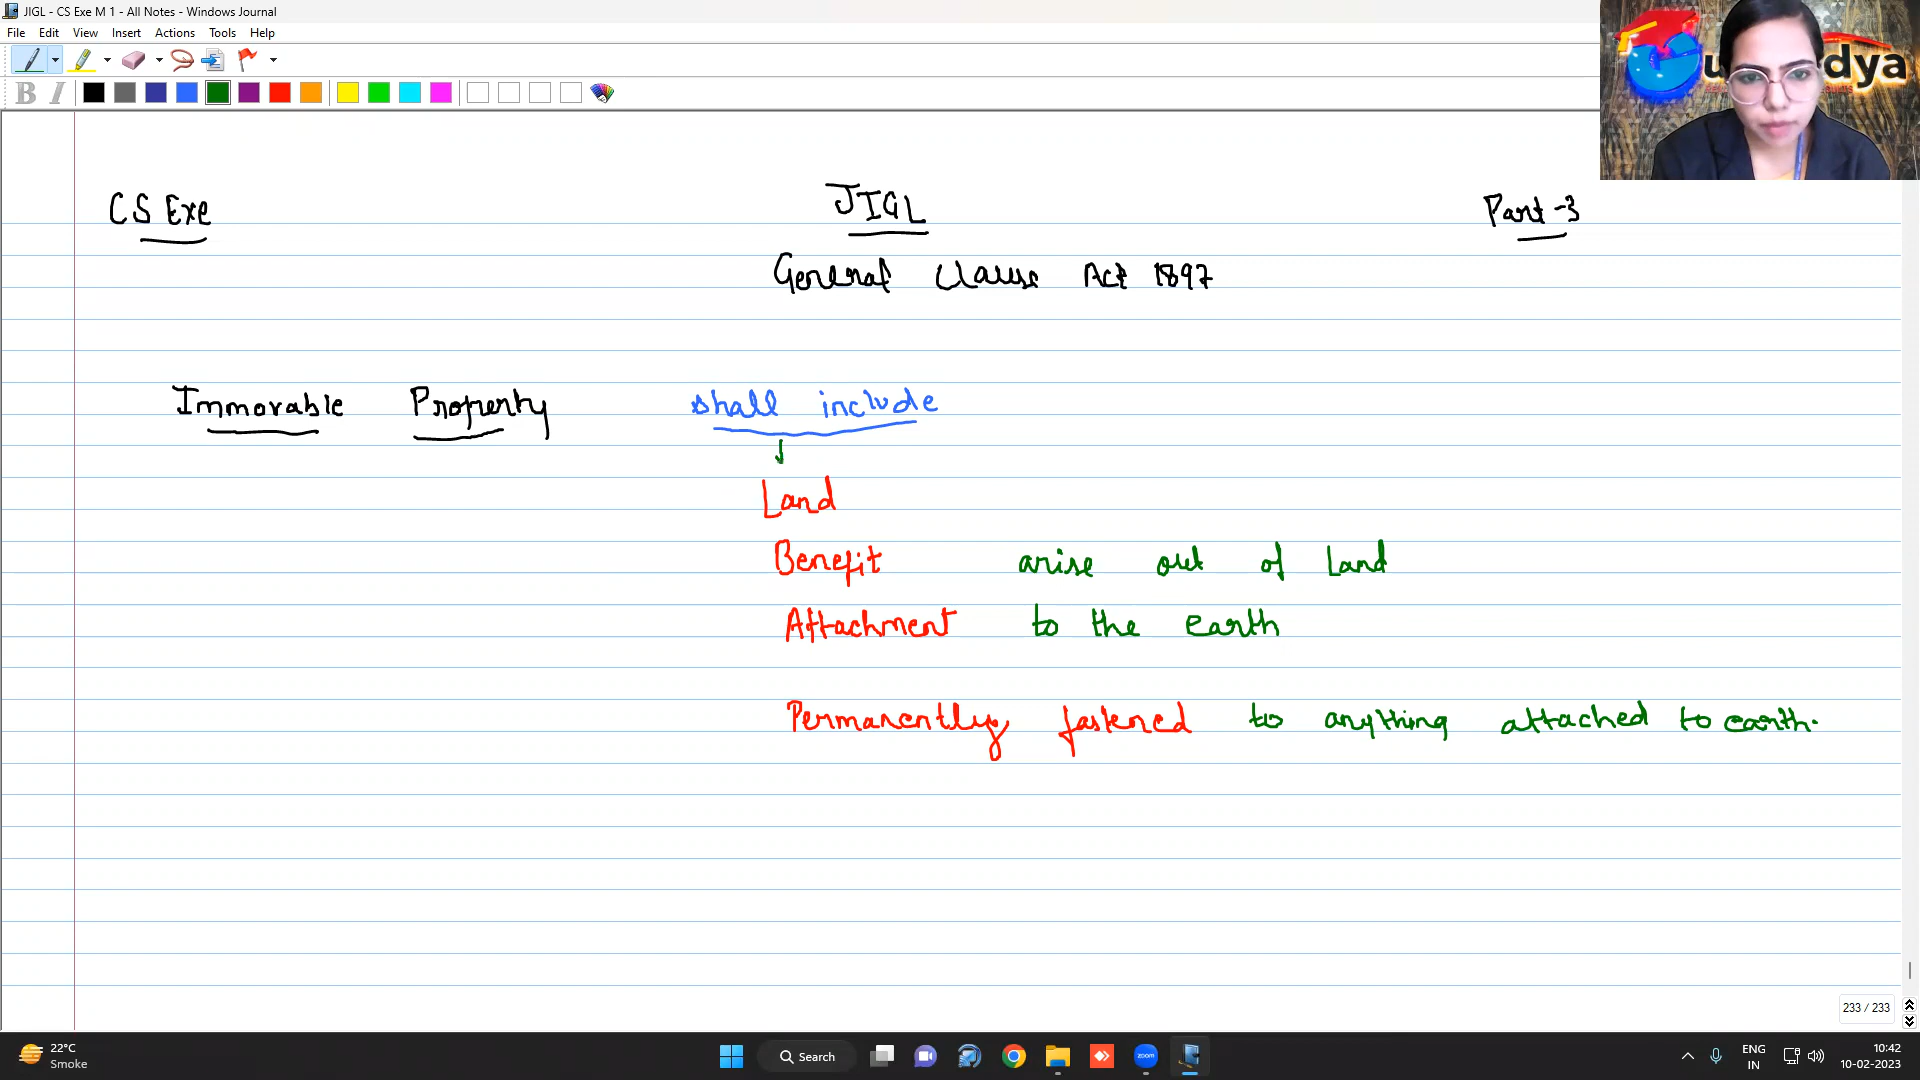 JIGL - CS Exe M 1 - All Notes - Windows Journal
File Edit View Insert Actions Tools Help
B I
CS Exe
JIGL
Part-3
General Clause Act 1897
Immovable Property shall include
Land
Benefit arise out of Land
Attachment to the earth
Permanently fastened to anything attached to earth.
233 / 233
22°C
Smoke
Search
zoom
ENG
IN
10:42
10-02-2023